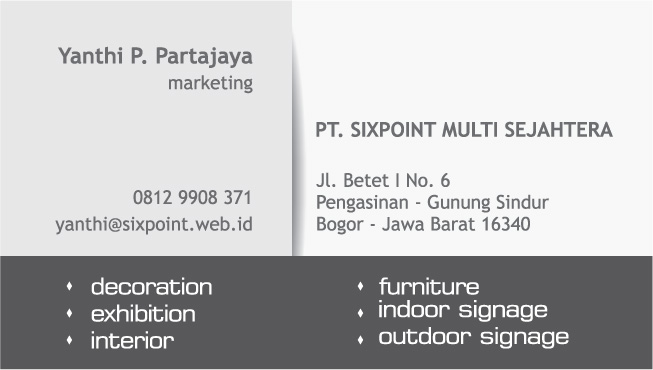 Yanthi P. Partajaya
marketing
0812 9908 371
yanthi@sixpoint.web.id
PT. SIXPOINT MULTI SEJAHTERA
Jl. Betet I No. 6
Pengasinan - Gunung Sindur
Bogor - Jawa Barat 16340
decoration
exhibition
interior
furniture
indoor signage
outdoor signage